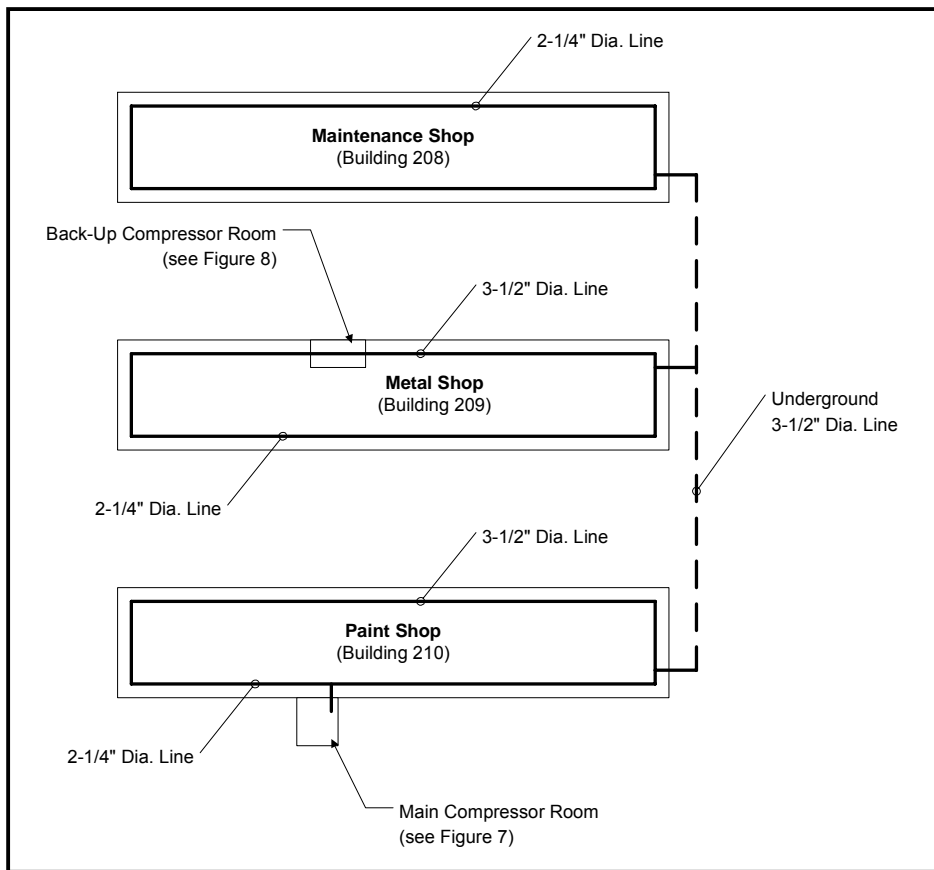 2-1/4" Dia. Line
Maintenance Shop
(Building 208)
Back-Up Compressor Room
(see Figure 8)
3-1/2" Dia. Line
Metal Shop
(Building 209)
Underground
3-1/2" Dia. Line
2-1/4" Dia. Line
3-1/2" Dia. Line
Paint Shop
(Building 210)
2-1/4" Dia. Line
Main Compressor Room
(see Figure 7)